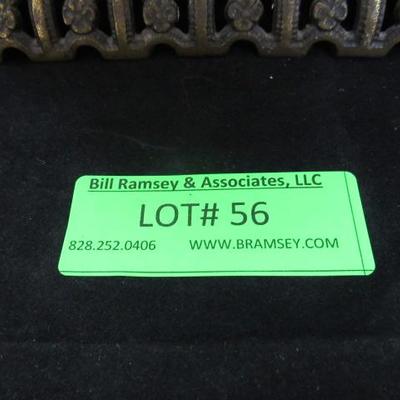 Bill Ramsey & Associates, LLC
LOT# 56
828.252.0406 WWW.BRAMSEY.COM